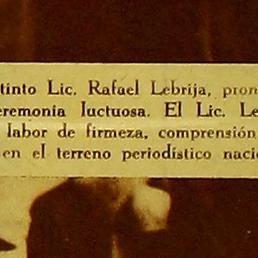 tinto Lic. Rafael Lebrija, pron
eremonia luctuosa. El Lic. Le
labor de firmeza, comprensión
en el terreno periodístico naci